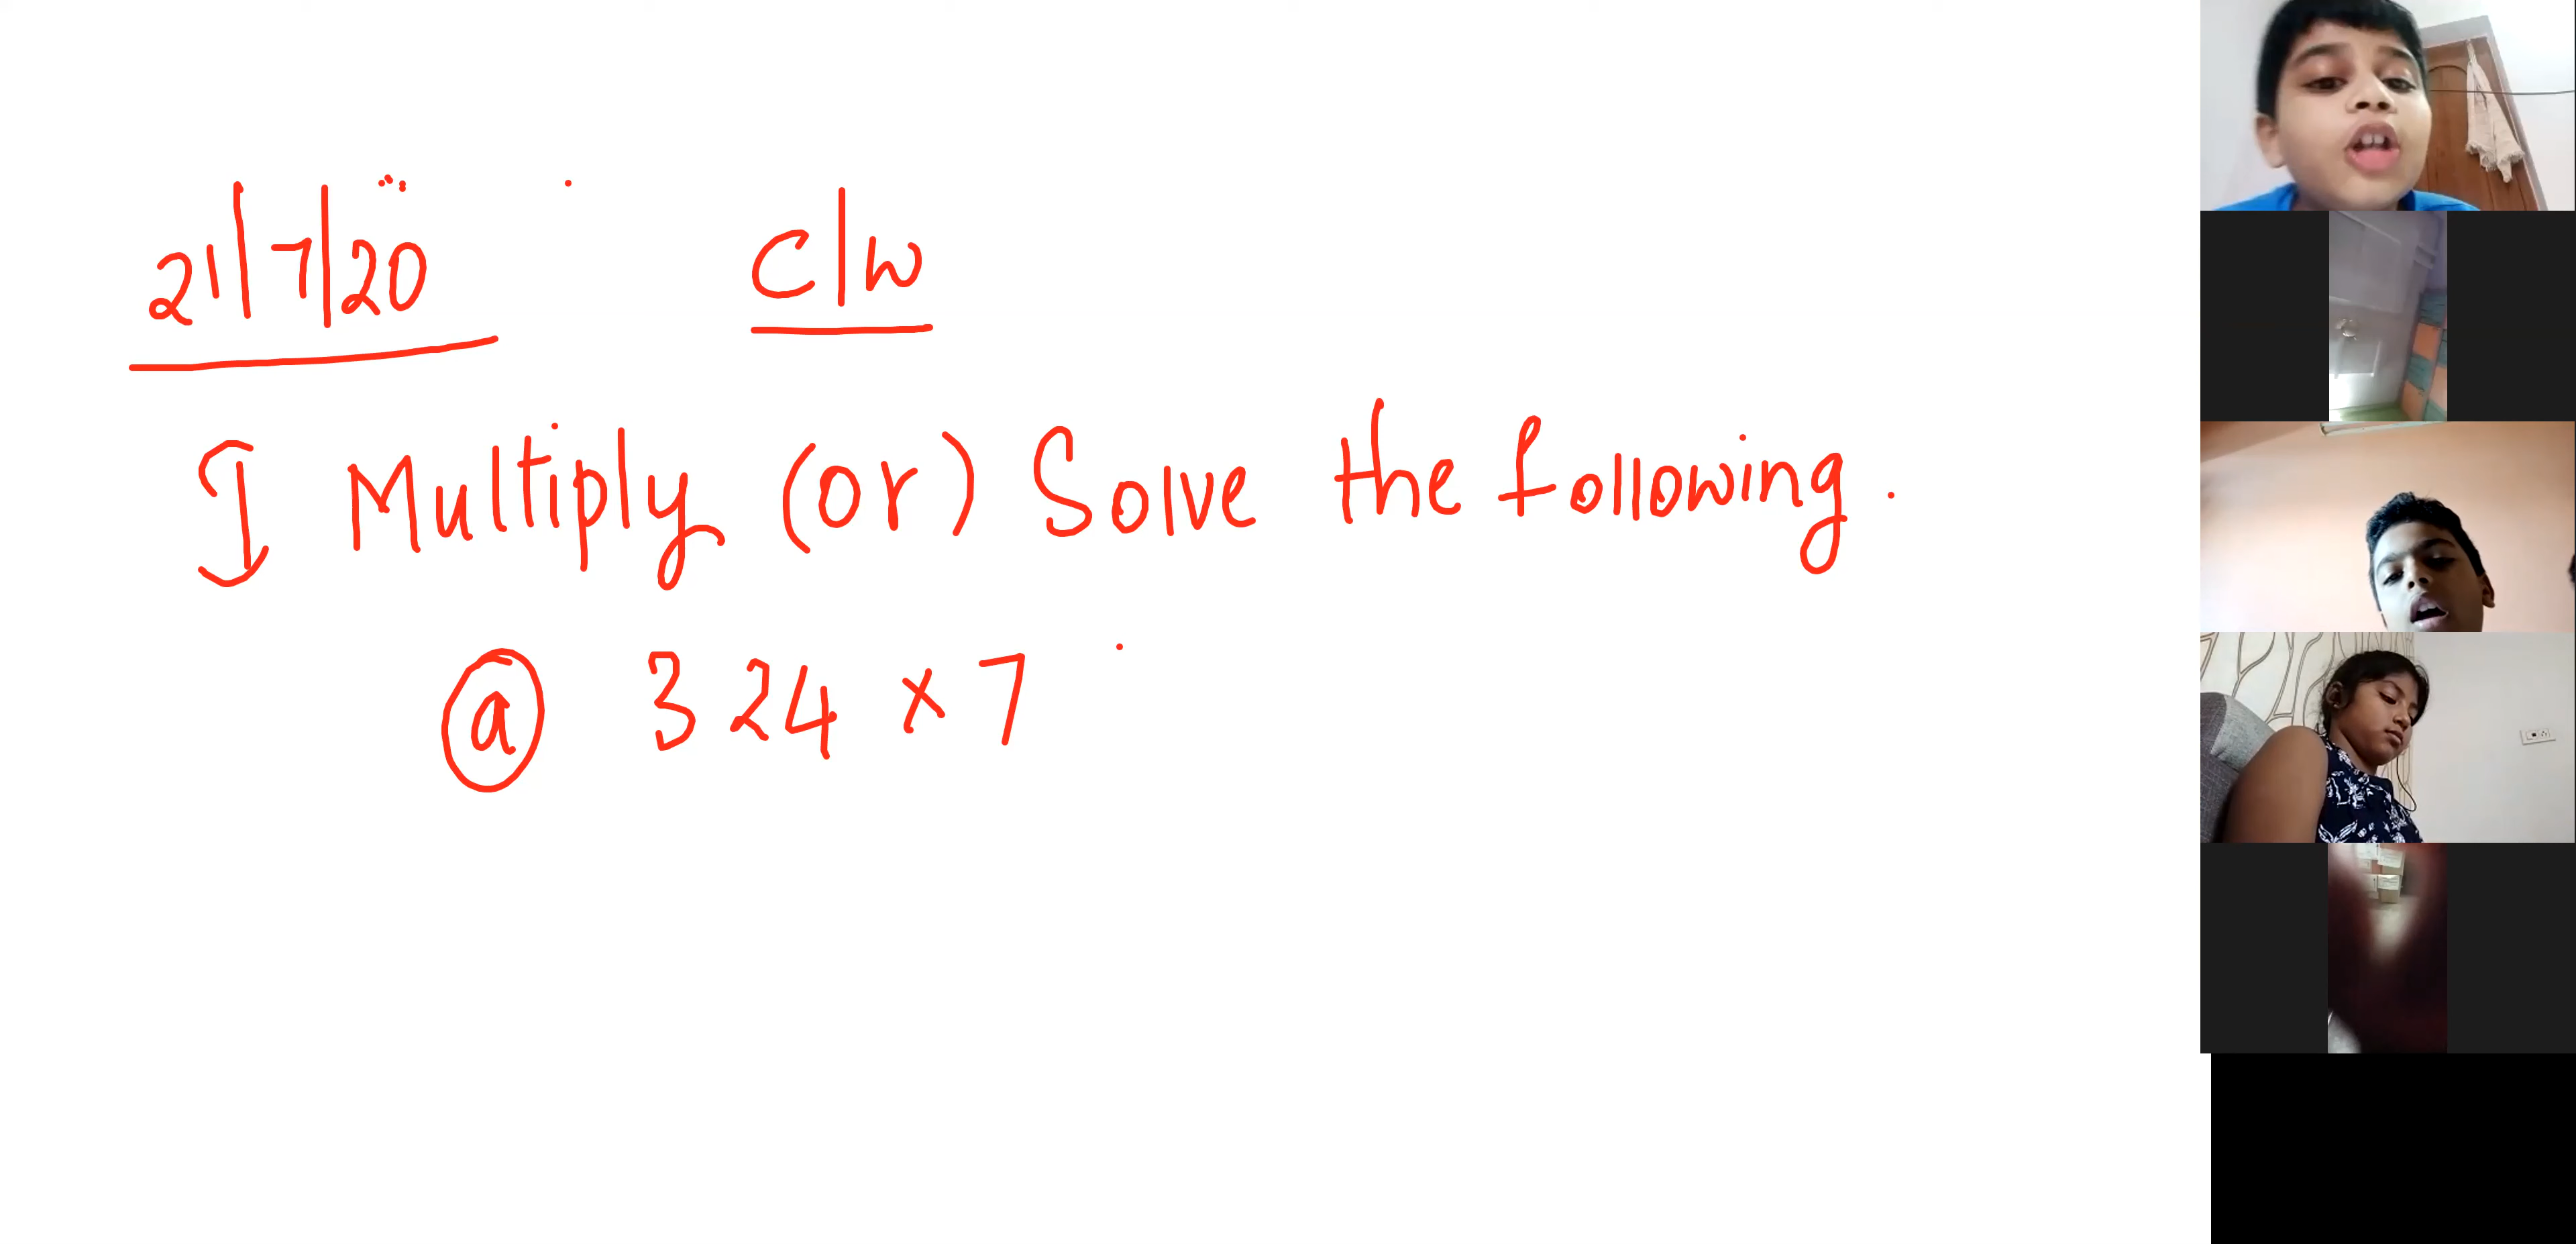 21/7/20 C/W
I Multiply (or) Solve the following.
a 324 × 7